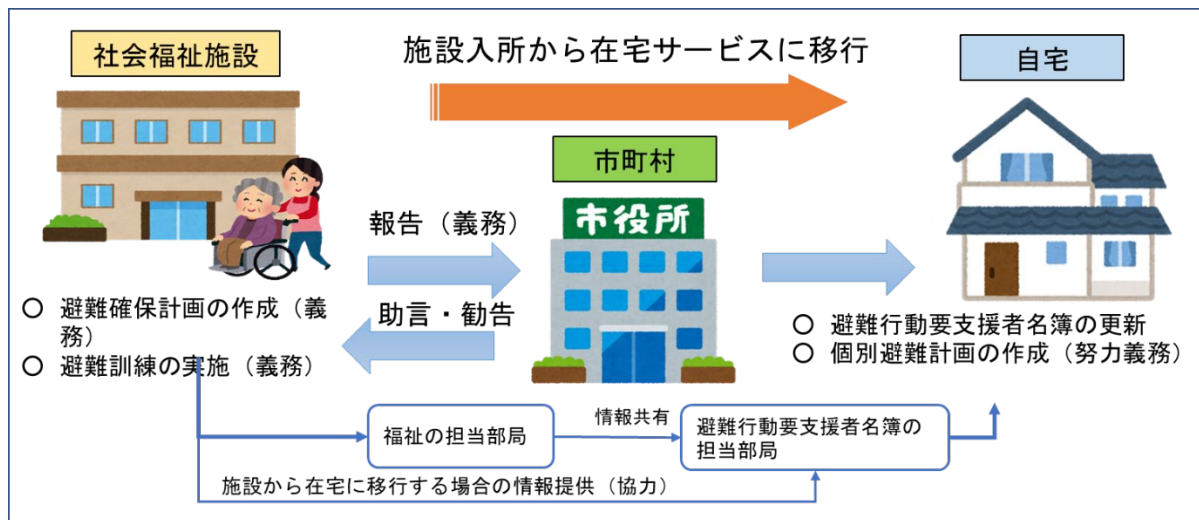 社会福祉施設
施設入所から在宅サービスに移行
自宅
市町村
市役所
報告（義務）
助言・勧告
○ 避難確保計画の作成（義
務）
○ 避難訓練の実施（義務）
○ 避難行動要支援者名簿の更新
○ 個別避難計画の作成（努力義務）
福祉の担当部局
情報共有
避難行動要支援者名簿の
担当部局
施設から在宅に移行する場合の情報提供（協力）